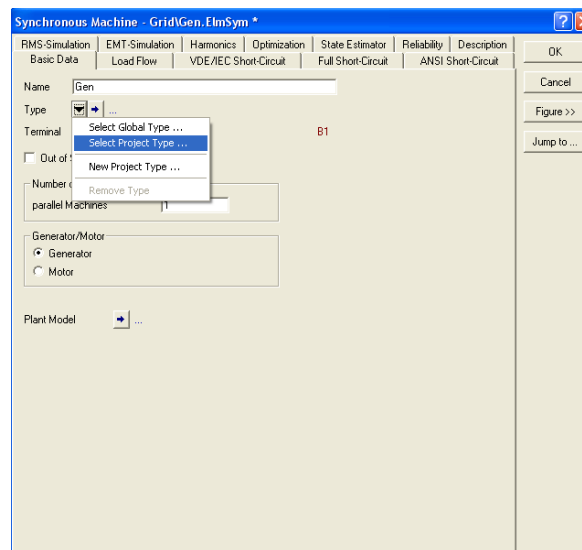 Synchronous Machine - Grid\Gen.ElmSym *
RMS-Simulation EMT-Simulation Harmonics Optimization State Estimator Reliability Description
Basic Data Load Flow VDE/IEC Short-Circuit Full Short-Circuit ANSI Short-Circuit
OK
Cancel
Figure >>
Jump to ...
Name Gen
Type ...
Select Global Type ...
Terminal B1
Select Project Type ...
Out of
New Project Type ...
Number
Remove Type
parallel Machines 1
Generator/Motor
Generator
Motor
Plant Model ...